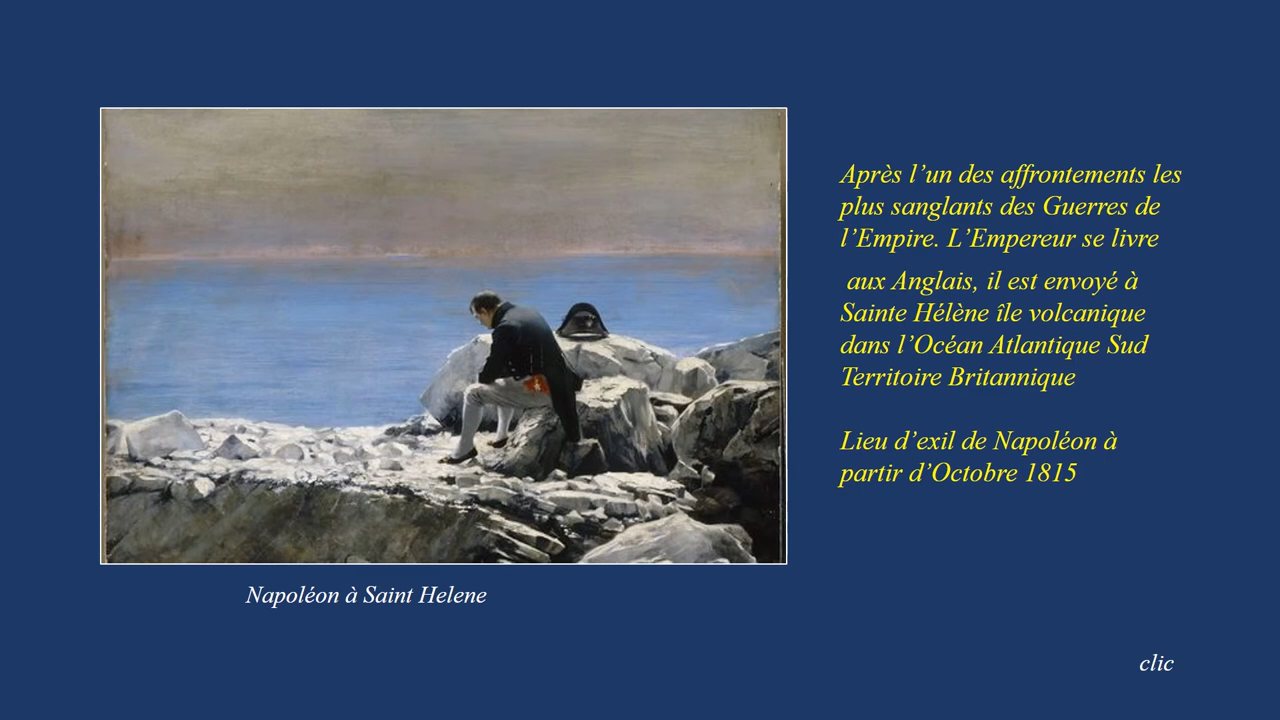 Après l’un des affrontements les
plus sanglants des Guerres de
l’Empire. L’Empereur se livre
aux Anglais, il est envoyé à
Sainte Hélène île volcanique
dans l’Océan Atlantique Sud
Territoire Britannique
Lieu d’exil de Napoléon à
partir d’Octobre 1815
Napoléon à Saint Helene
clic